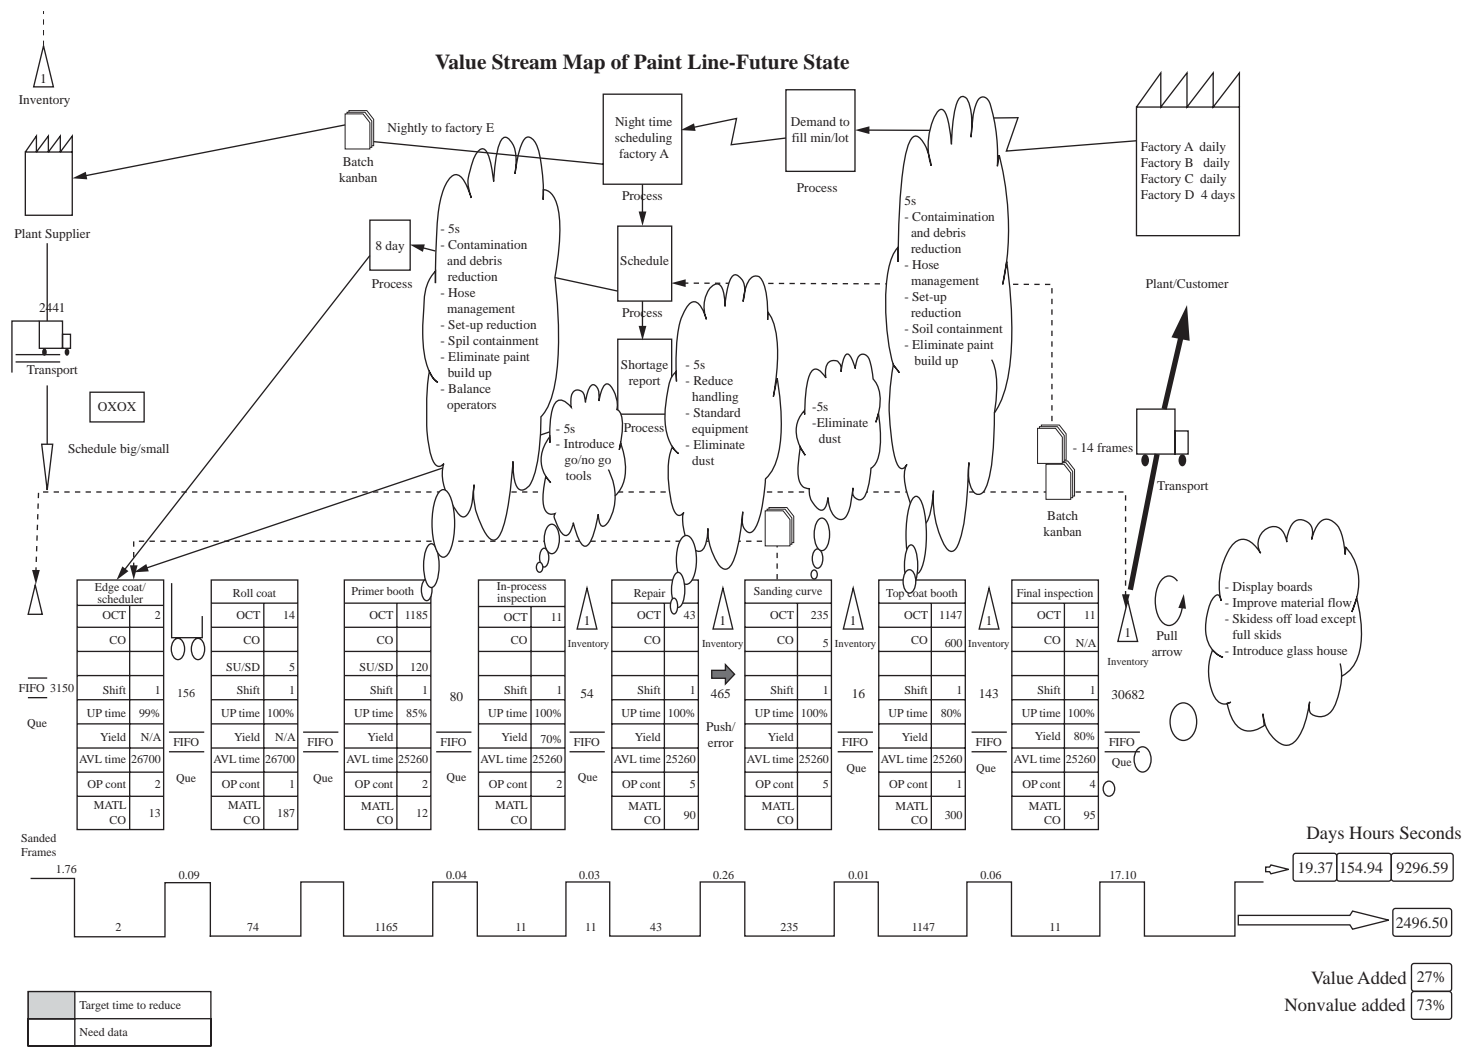 Value Stream Map of Paint Line-Future State
1
Inventory
Plant Supplier
2441
Transport
OXOX
Schedule big/small
Batch
kanban
Nightly to factory E
Night time
scheduling
factory A
Process
Demand to
fill min/lot
Process
Factory A daily
Factory B daily
Factory C daily
Factory D 4 days
Plant/Customer
8 day
Process
Schedule
Process
Shortage
report
Process
- 5s
- Contamination
and debris
reduction
- Hose
management
- Set-up reduction
- Spil containment
- Eliminate paint
build up
- Balance
operators
- 5s
- Introduce
go/no go
tools
- 5s
- Reduce
handling
- Standard
equipment
- Eliminate
dust
-5s
-Eliminate
dust
5s
- Contaimination
and debris
reduction
- Hose
management
- Set-up
reduction
- Soil containment
- Eliminate paint
build up
- 14 frames
Batch
kanban
Transport
- Display boards
- Improve material flow
- Skidess off load except
full skids
- Introduce glass house
Pull
arrow
FIFO 3150
Que
Edge coat/
scheduler
OCT 2
CO
Shift 1
UP time 99%
Yield N/A
AVL time 26700
OP cont 2
MATL
CO 13
156
FIFO
Que
Roll coat
OCT 14
CO
SU/SD 5
Shift 1
UP time 100%
Yield N/A
AVL time 26700
OP cont 1
MATL
CO 187
FIFO
Que
Primer booth
OCT 1185
CO
SU/SD 120
Shift 1
UP time 85%
Yield
AVL time 25260
OP cont 2
MATL
CO 12
80
FIFO
Que
In-process
inspection
OCT 11
CO
Shift 1
UP time 100%
Yield 70%
AVL time 25260
OP cont 2
MATL
CO
1
Inventory
54
FIFO
Que
Repair
OCT 43
CO
Shift 1
UP time 100%
Yield
AVL time 25260
OP cont 5
MATL
CO 90
1
Inventory
465
Push/
error
Sanding curve
OCT 235
CO 5
Shift 1
UP time 100%
Yield
AVL time 25260
OP cont 5
MATL
CO
1
Inventory
16
FIFO
Que
Top coat booth
OCT 1147
CO 600
Shift 1
UP time 80%
Yield
AVL time 25260
OP cont 1
MATL
CO 300
1
Inventory
143
FIFO
Que
Final inspection
OCT 11
CO N/A
Shift 1
UP time 100%
Yield 80%
AVL time 25260
OP cont 4
MATL
CO 95
1
Inventory
30682
FIFO
Que
Sanded
Frames
1.76 0.09 0.04 0.03 0.26 0.01 0.06 17.10
2 74 1165 11 11 43 235 1147 11
Days Hours Seconds
19.37 154.94 9296.59
2496.50
Value Added 27%
Nonvalue added 73%
Target time to reduce
Need data